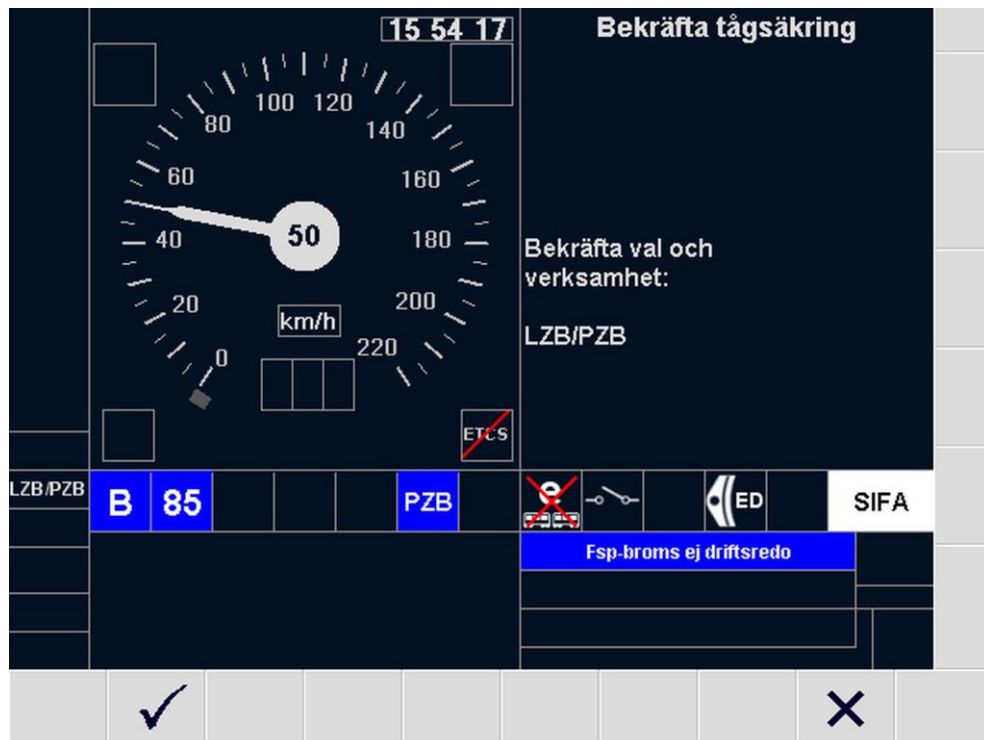 15 54 17
Bekräfta tågsäkring
100 120
80
140
60
160
50
40
180
20
200
km/h
0
220
Bekräfta val och
verksamhet:
LZB/PZB
ETCS
LZB/PZB
B 85 PZB
e
ED
SIFA
Fsp-broms ej driftsredo